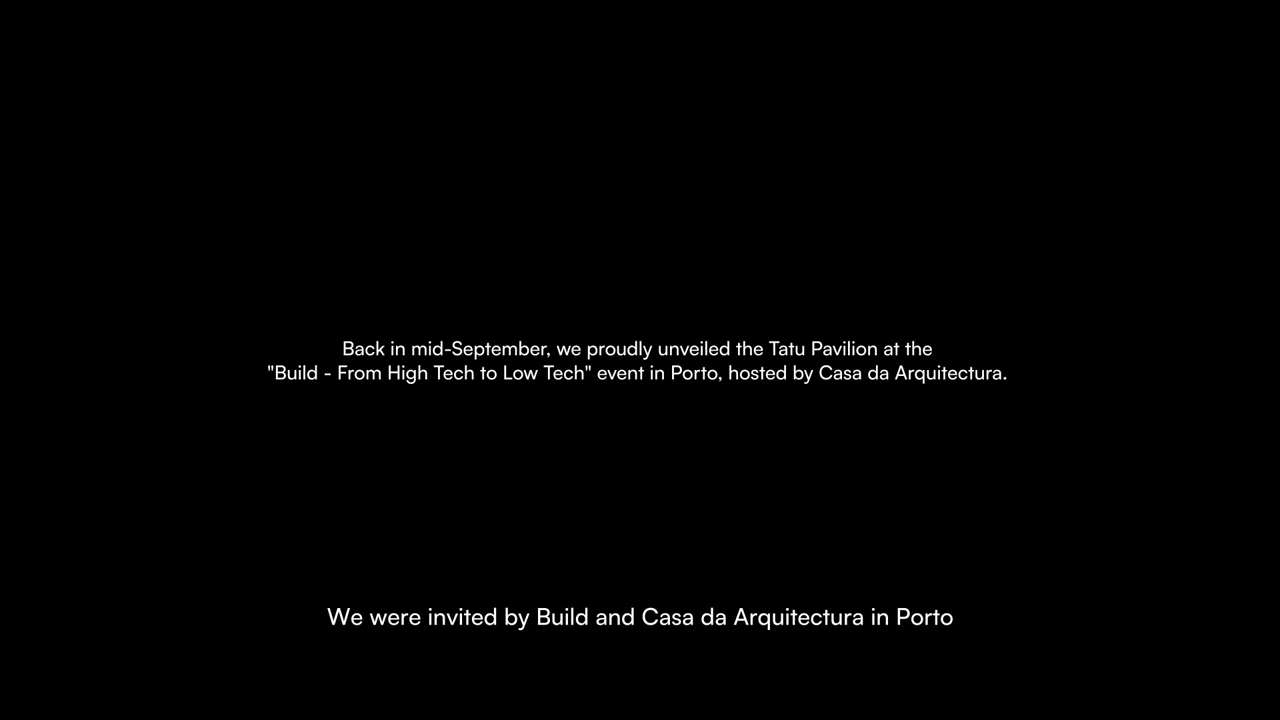 Back in mid-September, we proudly unveiled the Tatu Pavilion at the
"Build - From High Tech to Low Tech" event in Porto, hosted by Casa da Arquitectura.
We were invited by Build and Casa da Arquitectura in Porto